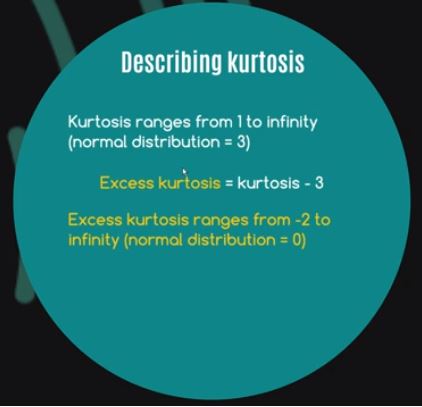 Describing kurtosis
Kurtosis ranges from 1 to infinity
(normal distribution = 3)
Excess kurtosis = kurtosis - 3
Excess kurtosis ranges from -2 to
infinity (normal distribution = 0)